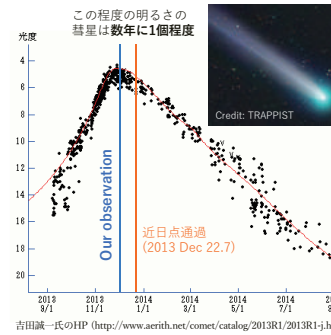 この程度の明るさの
彗星は数年に1個程度
光度
Credit: TRAPPIST
4
6
8
10
12
14
16
18
20
Our observation
近日点通過
(2013 Dec 22.7)
2013 2013 2014 2014 2014 2014 2014
9/1 11/1 1/1 3/1 5/1 7/1 9/
吉田誠一氏のHP (http://www.aerith.net/comet/catalog/2013R1/2013R1-j.h